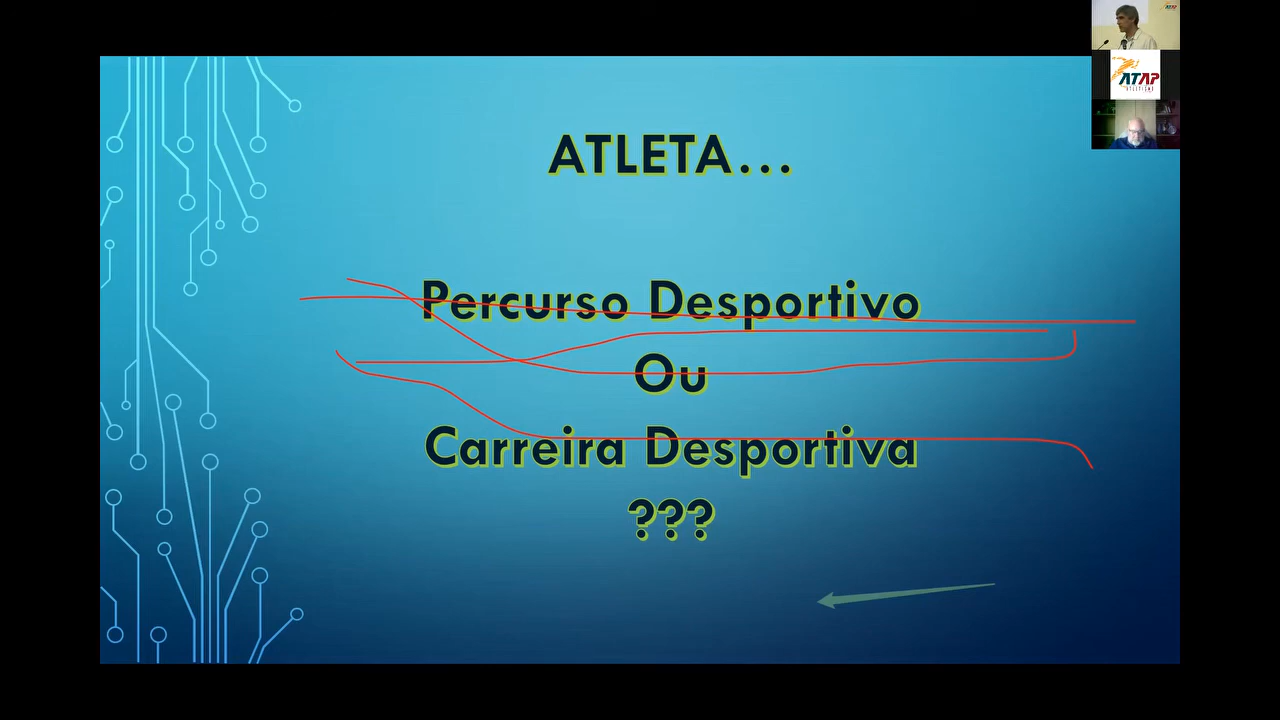 ATLETA...
Percurso Desportivo
Ou
Carreira Desportiva
???
ATAP